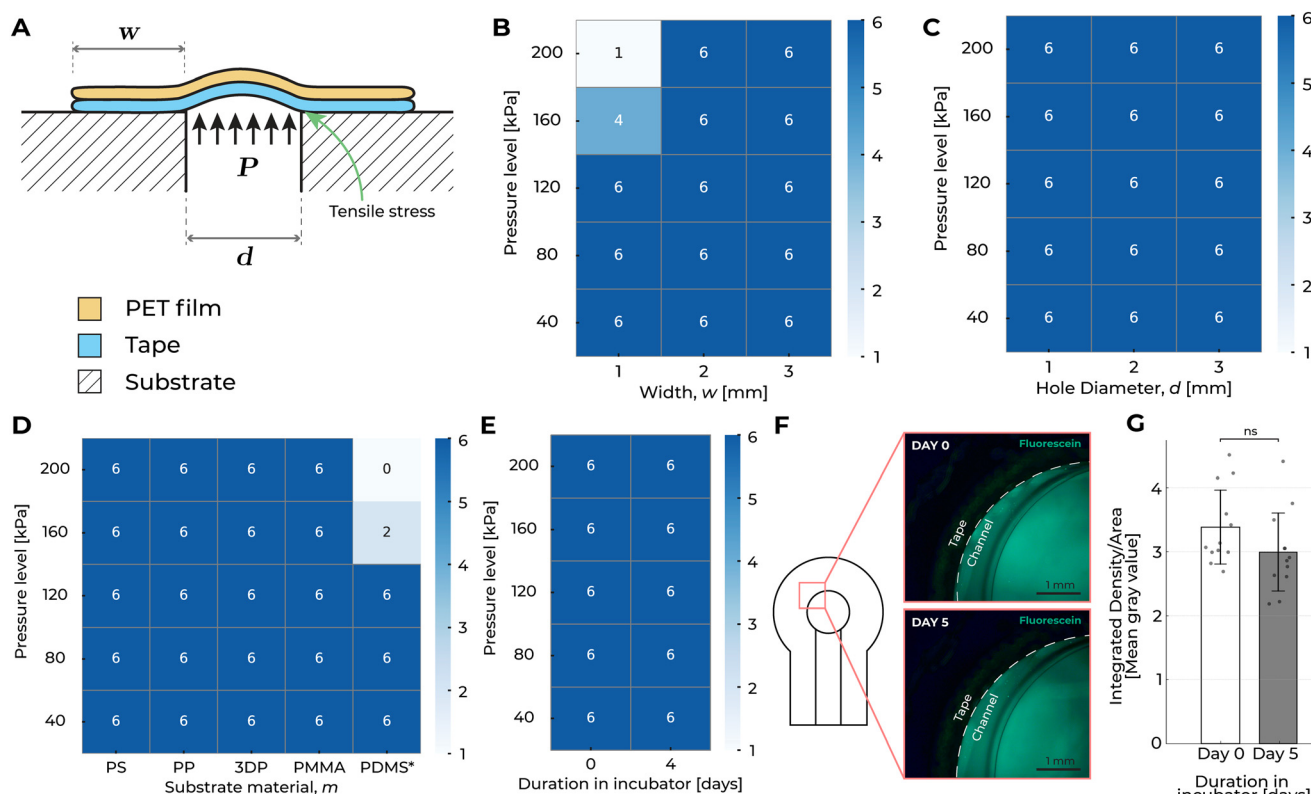 A
w
P
Tensile stress
d
PET film
Tape
Substrate
B
Pressure level [kPa]
200 1 6 6
160 4 6 6
120 6 6 6
80 6 6 6
40 6 6 6
1 2 3
Width, w [mm]
6
5
4
3
2
1
C
Pressure level [kPa]
200 6 6 6
160 6 6 6
120 6 6 6
80 6 6 6
40 6 6 6
1 2 3
Hole Diameter, d [mm]
6
5
4
3
2
1
D
Pressure level [kPa]
200 6 6 6 6 0
160 6 6 6 6 2
120 6 6 6 6 6
80 6 6 6 6 6
40 6 6 6 6 6
PS PP 3DP PMMA PDMS*
Substrate material, m
6
5
4
3
2
1
E
Pressure level [kPa]
200 6 6
160 6 6
120 6 6
80 6 6
40 6 6
0 4
Duration in incubator [days]
6
5
4
3
2
1
F
DAY 0
Fluorescein
Tape
Channel
1 mm
DAY 5
Fluorescein
Tape
Channel
1 mm
G
ns
Integrated Density/Area
[Mean gray value]
4
3
2
1
0
Day 0 Day 5
Duration in
incubator [days]